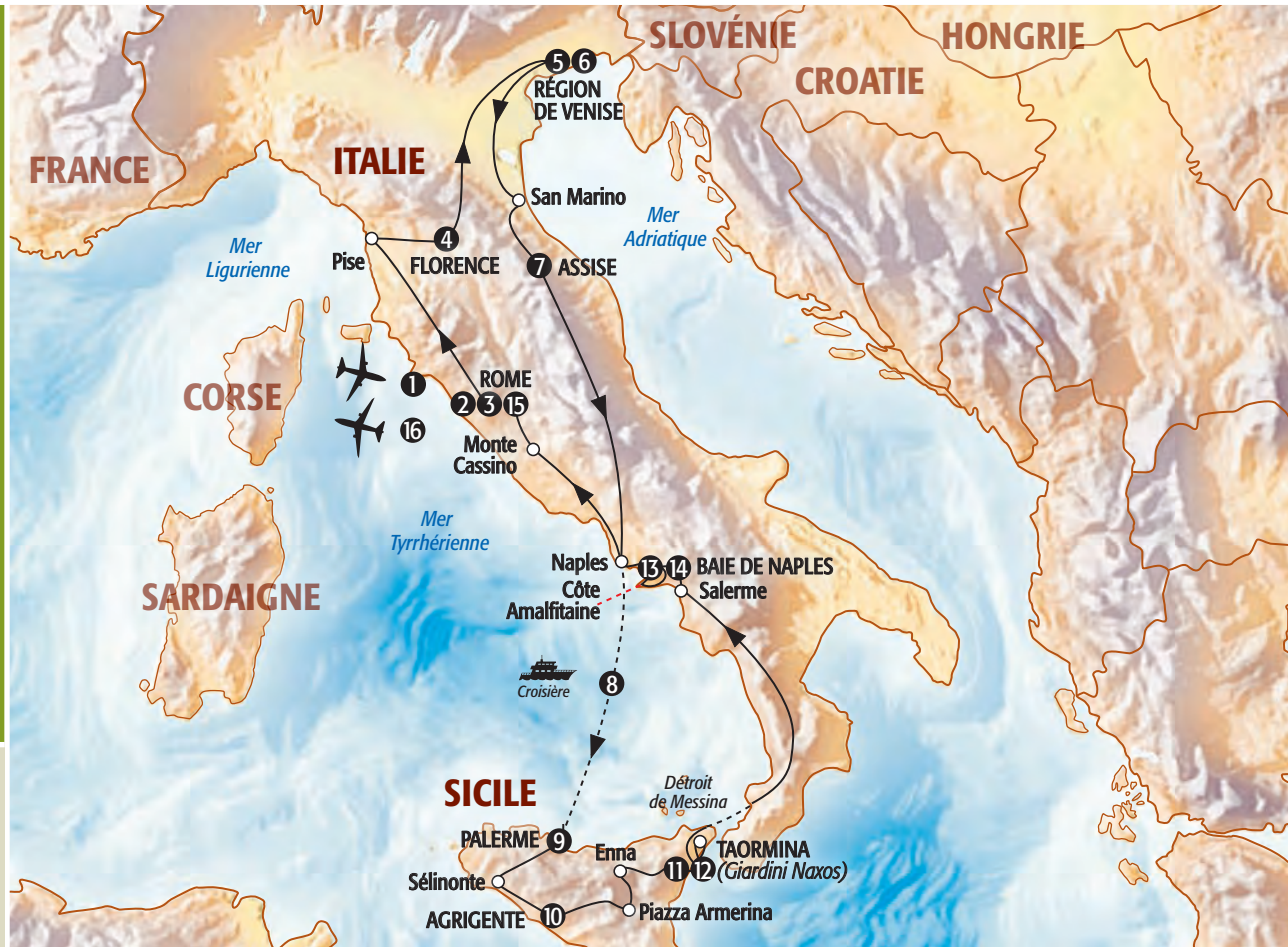 SLOVÉNIE
HONGRIE
CROATIE
FRANCE
ITALIE
5 6
RÉGION
DE VENISE
San Marino
Mer
Adriatique
Mer
Ligurienne
Pise
4
FLORENCE
7 ASSISE
CORSE
1
ROME
2 3 15
16
Monte
Cassino
Mer
Tyrrhérienne
SARDAIGNE
Naples
13 14 BAIE DE NAPLES
Côte
Amalfitaine
Salerme
Croisière
8
SICILE
Détroit
de Messina
PALERME 9
Enna
11 12 TAORMINA
(Giardini Naxos)
Sélinonte
AGRIGENTE 10
Piazza Armerina